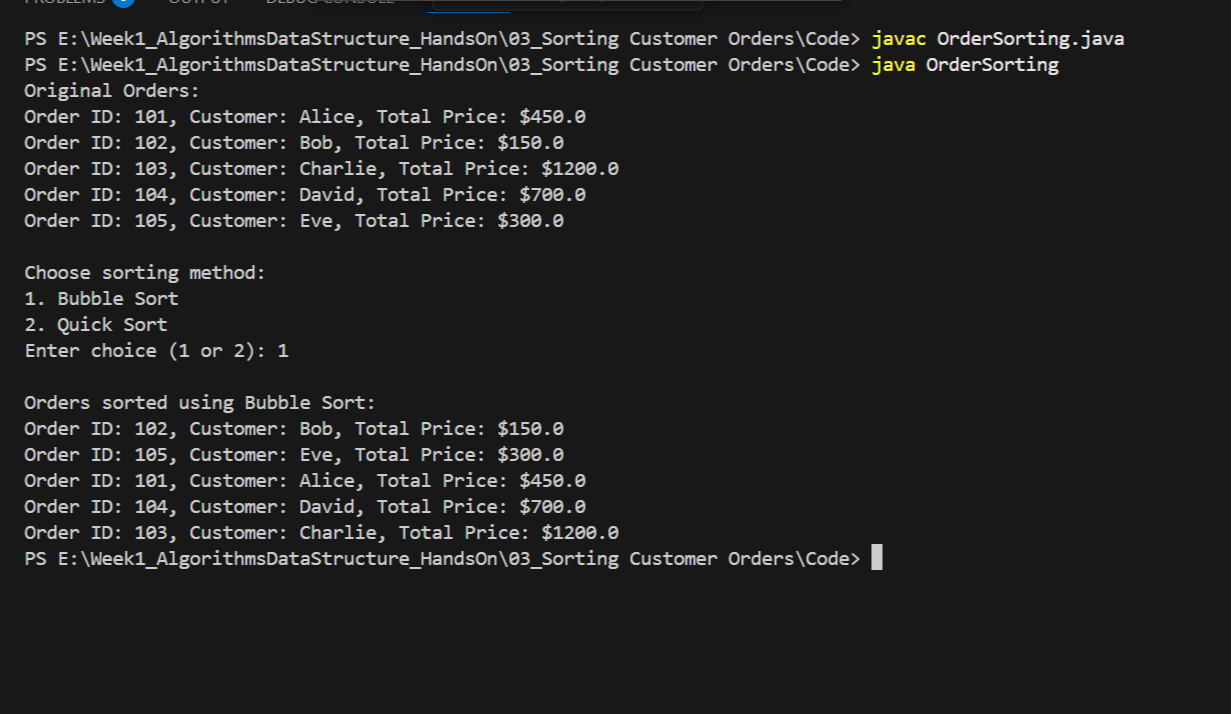 PROBLEMS OUTPUT DEBUG CONSOLE
PS E:\Week1_AlgorithmsDataStructure_HandsOn\03_Sorting Customer Orders\Code> javac OrderSorting.java
PS E:\Week1_AlgorithmsDataStructure_HandsOn\03_Sorting Customer Orders\Code> java OrderSorting
Original Orders:
Order ID: 101, Customer: Alice, Total Price: $450.0
Order ID: 102, Customer: Bob, Total Price: $150.0
Order ID: 103, Customer: Charlie, Total Price: $1200.0
Order ID: 104, Customer: David, Total Price: $700.0
Order ID: 105, Customer: Eve, Total Price: $300.0

Choose sorting method:
1. Bubble Sort
2. Quick Sort
Enter choice (1 or 2): 1

Orders sorted using Bubble Sort:
Order ID: 102, Customer: Bob, Total Price: $150.0
Order ID: 105, Customer: Eve, Total Price: $300.0
Order ID: 101, Customer: Alice, Total Price: $450.0
Order ID: 104, Customer: David, Total Price: $700.0
Order ID: 103, Customer: Charlie, Total Price: $1200.0
PS E:\Week1_AlgorithmsDataStructure_HandsOn\03_Sorting Customer Orders\Code>